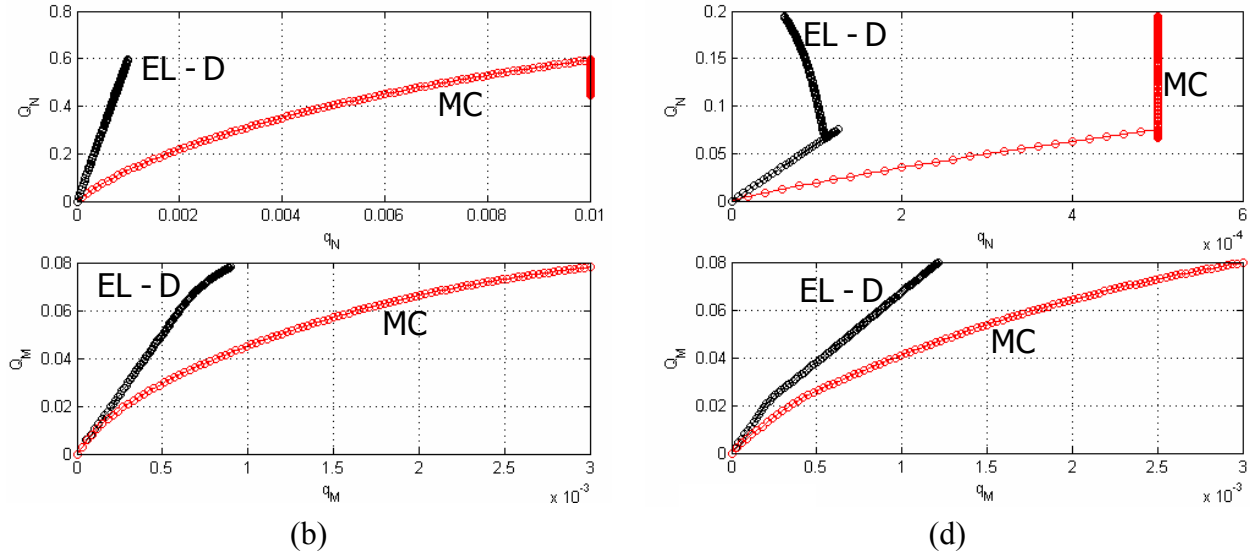 0.8
0.6
0.4
0.2
0
Q_N
EL - D
MC
0
0.002
0.004
0.006
0.008
0.01
q_N
0.08
0.06
0.04
0.02
0
Q_M
EL - D
MC
0
0.5
1
1.5
2
2.5
3
q_M
x 10^-3
(b)
0.2
0.15
0.1
0.05
0
Q_N
EL - D
MC
0
2
4
6
q_N
x 10^-4
0.08
0.06
0.04
0.02
0
Q_M
EL - D
MC
0
0.5
1
1.5
2
2.5
3
q_M
x 10^-3
(d)